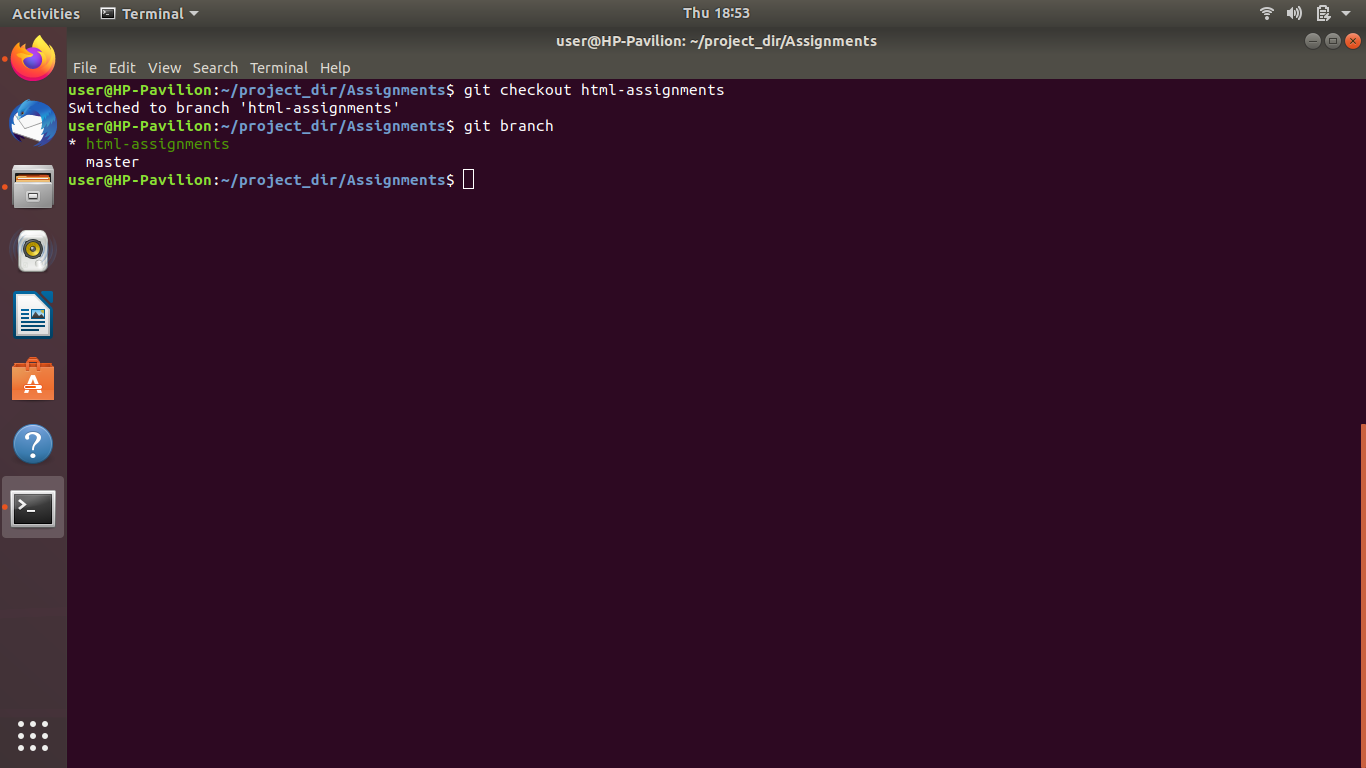 Activities Terminal Thu 18:53
user@HP-Pavilion: ~/project_dir/Assignments
File Edit View Search Terminal Help
user@HP-Pavilion:~/project_dir/Assignments$ git checkout html-assignments
Switched to branch 'html-assignments'
user@HP-Pavilion:~/project_dir/Assignments$ git branch
* html-assignments
  master
user@HP-Pavilion:~/project_dir/Assignments$